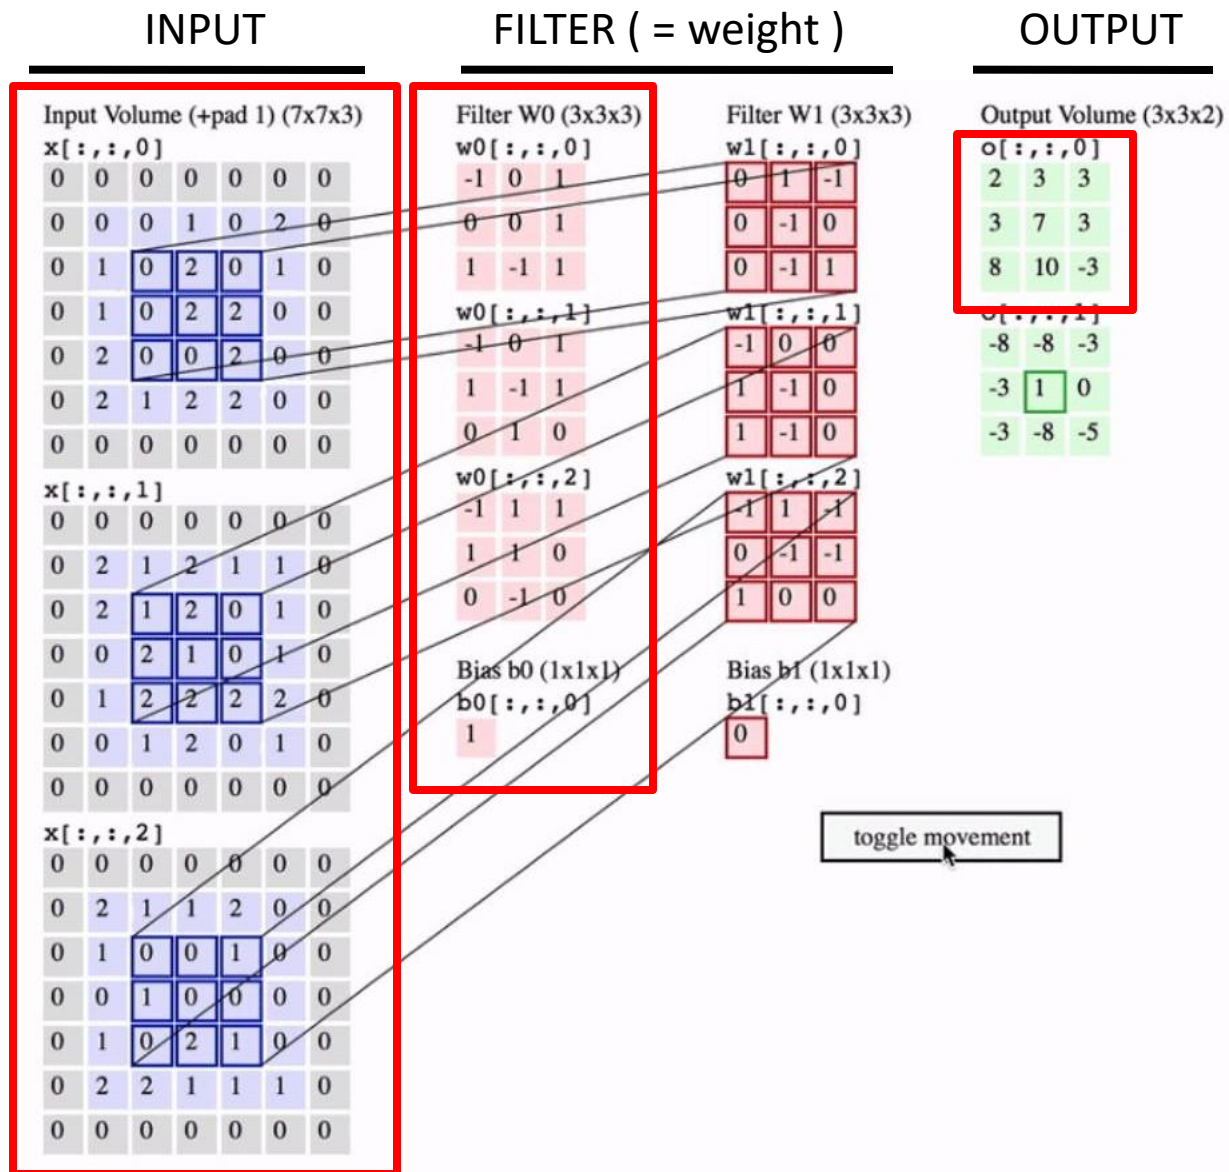 INPUT
FILTER ( = weight )
OUTPUT
Input Volume (+pad 1) (7x7x3)
x[:,:,0]
0 0 0 0 0 0 0
0 0 0 1 0 2 0
0 1 0 2 0 1 0
0 1 0 2 2 0 0
0 2 0 0 2 0 0
0 2 1 2 2 0 0
0 0 0 0 0 0 0
x[:,:,1]
0 0 0 0 0 0 0
0 2 1 2 1 1 0
0 2 1 2 0 1 0
0 0 2 1 0 1 0
0 1 2 2 2 2 0
0 0 1 2 0 1 0
0 0 0 0 0 0 0
x[:,:,2]
0 0 0 0 0 0 0
0 2 1 1 2 0 0
0 1 0 0 1 0 0
0 0 1 0 0 0 0
0 1 0 2 1 0 0
0 2 2 1 1 1 0
0 0 0 0 0 0 0
Filter W0 (3x3x3)
w0[:,:,0]
-1 0 1
0 0 1
1 -1 1
w0[:,:,1]
-1 0 1
1 -1 1
0 1 0
w0[:,:,2]
-1 1 1
1 1 0
0 -1 0
Bias b0 (1x1x1)
b0[:,:,0]
1
Filter W1 (3x3x3)
w1[:,:,0]
0 1 -1
0 -1 0
0 -1 1
w1[:,:,1]
-1 0 0
1 -1 0
1 -1 0
w1[:,:,2]
-1 1 -1
0 -1 -1
1 0 0
Bias b1 (1x1x1)
b1[:,:,0]
0
Output Volume (3x3x2)
o[:,:,0]
2 3 3
3 7 3
8 10 -3
o[:,:,1]
-8 -8 -3
-3 1 0
-3 -8 -5
toggle movement